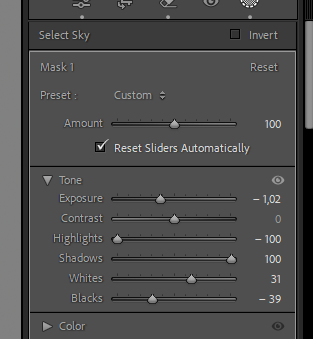 Select Sky Invert
Mask 1 Reset
Preset : Custom
Amount 100
Reset Sliders Automatically
Tone
Exposure – 1,02
Contrast 0
Highlights – 100
Shadows 100
Whites 31
Blacks – 39
Color